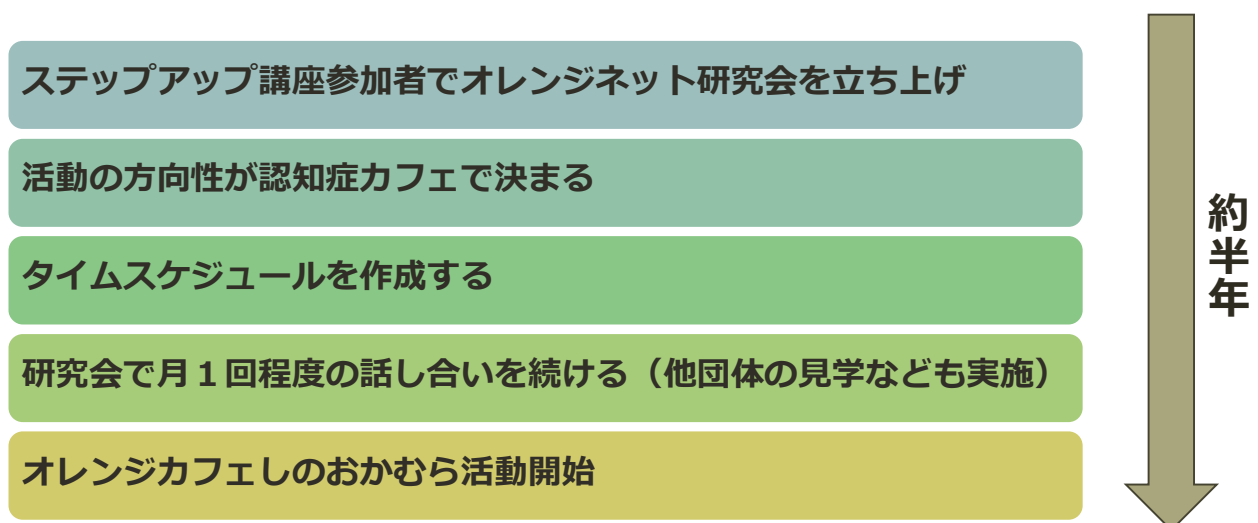 ステップアップ講座参加者でオレンジネット研究会を立ち上げ
活動の方向性が認知症カフェで決まる
タイムスケジュールを作成する
研究会で月１回程度の話し合いを続ける（他団体の見学なども実施）
オレンジカフェしのおかむら活動開始
約半年